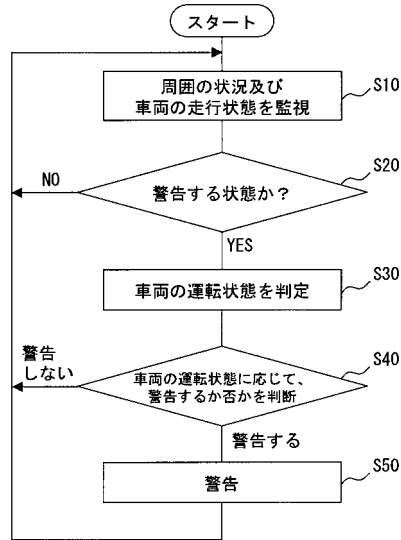 スタート
周囲の状況及び
車両の走行状態を監視
S10
警告する状態か？
S20
NO
YES
車両の運転状態を判定
S30
警告
しない
車両の運転状態に応じて、
警告するか否かを判断
S40
警告する
警告
S50